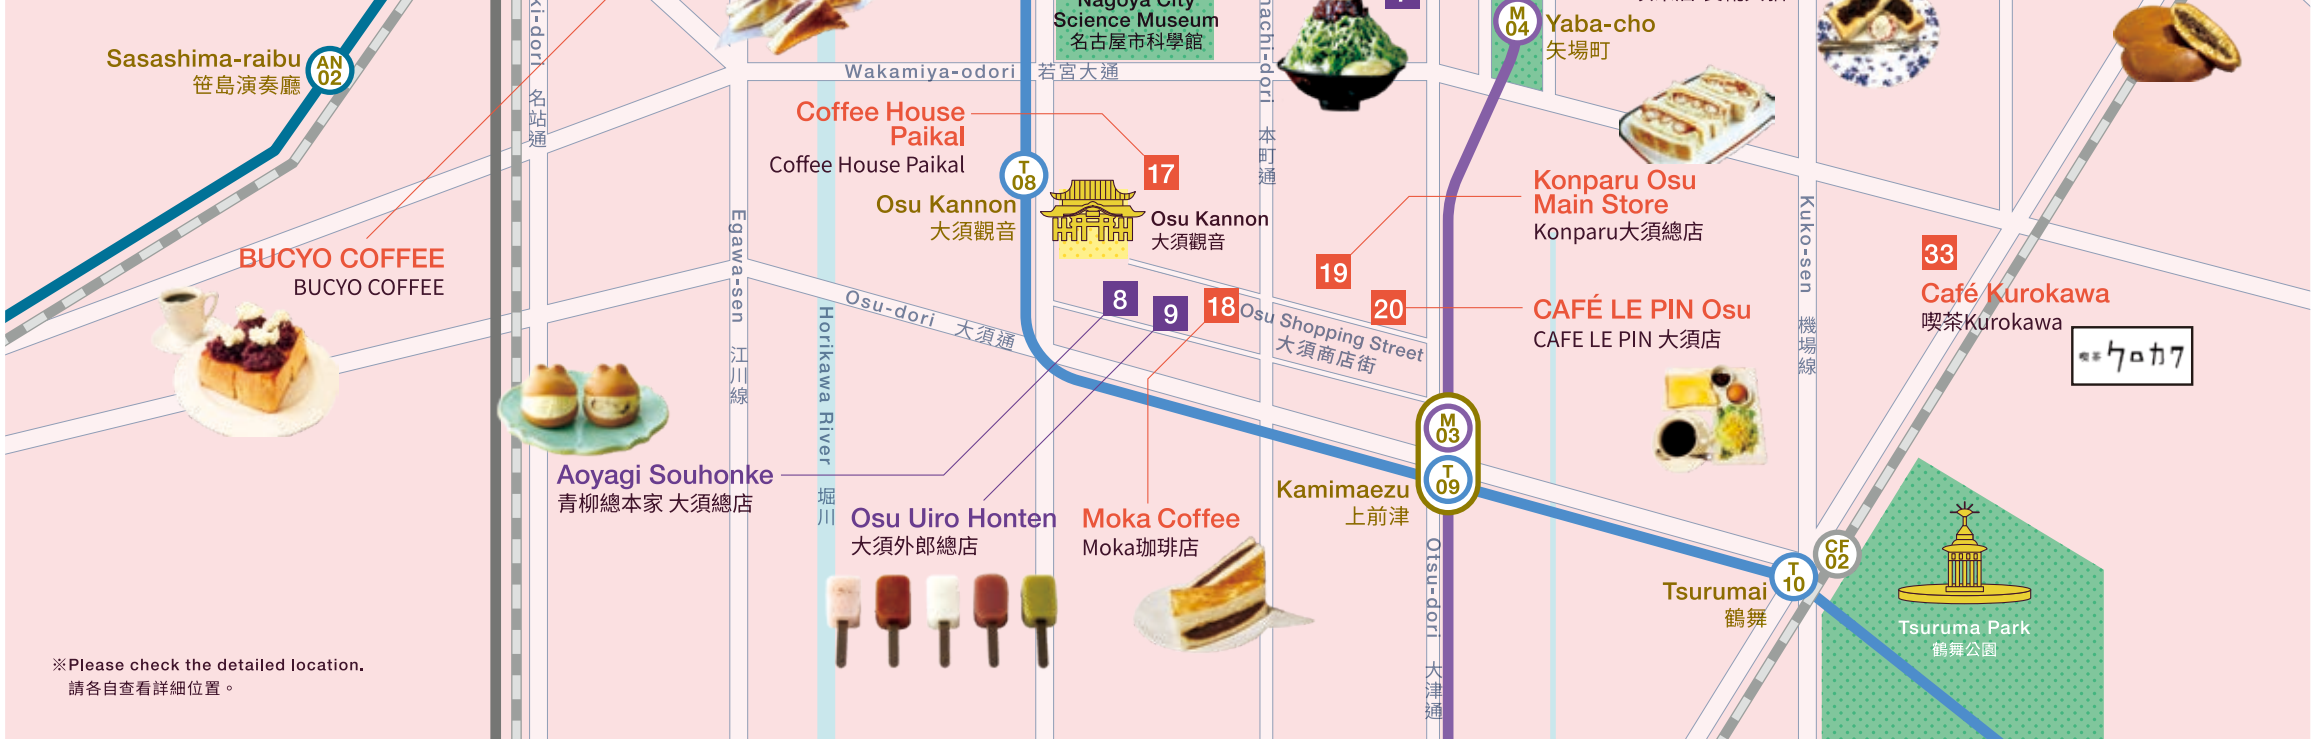 Nagoya City
Science Museum
名古屋市科學館
M
04
Yaba-cho
矢場町
Sasashima-raibu
笹島演奏廳
AN
02
ki-dori 名站通
Wakamiya-odori 若宮大通
machi-dori 本町通
Coffee House
Paikal
Coffee House Paikal
T
08
17
Osu Kannon
大須觀音
Osu Kannon
大須觀音
Konparu Osu
Main Store
Konparu大須總店
19
BUCYO COFFEE
BUCYO COFFEE
Egawa-sen 江川線
Horikawa River 堀川
Osu-dori 大須通
8
9
18
Osu Shopping Street
大須商店街
20
CAFÉ LE PIN Osu
CAFE LE PIN 大須店
Kuko-sen 機場線
33
Café Kurokawa
喫茶Kurokawa
喫茶クロカワ
M
03
T
09
Kamimaezu
上前津
Aoyagi Souhonke
青柳總本家 大須總店
Osu Uiro Honten
大須外郎總店
Moka Coffee
Moka珈琲店
Otsu-dori 大津通
CF
02
T
10
Tsurumai
鶴舞
Tsuruma Park
鶴舞公園
※Please check the detailed location.
請各自查看詳細位置。